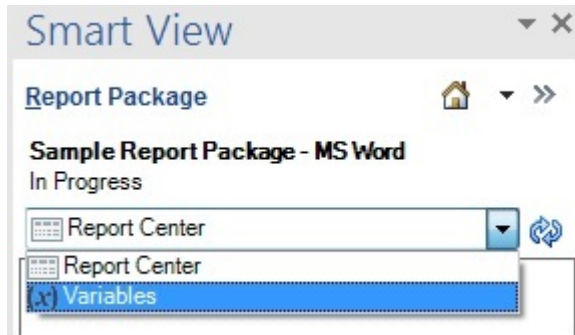 Smart View
Report Package
Sample Report Package - MS Word
In Progress
Report Center
Report Center
(x) Variables